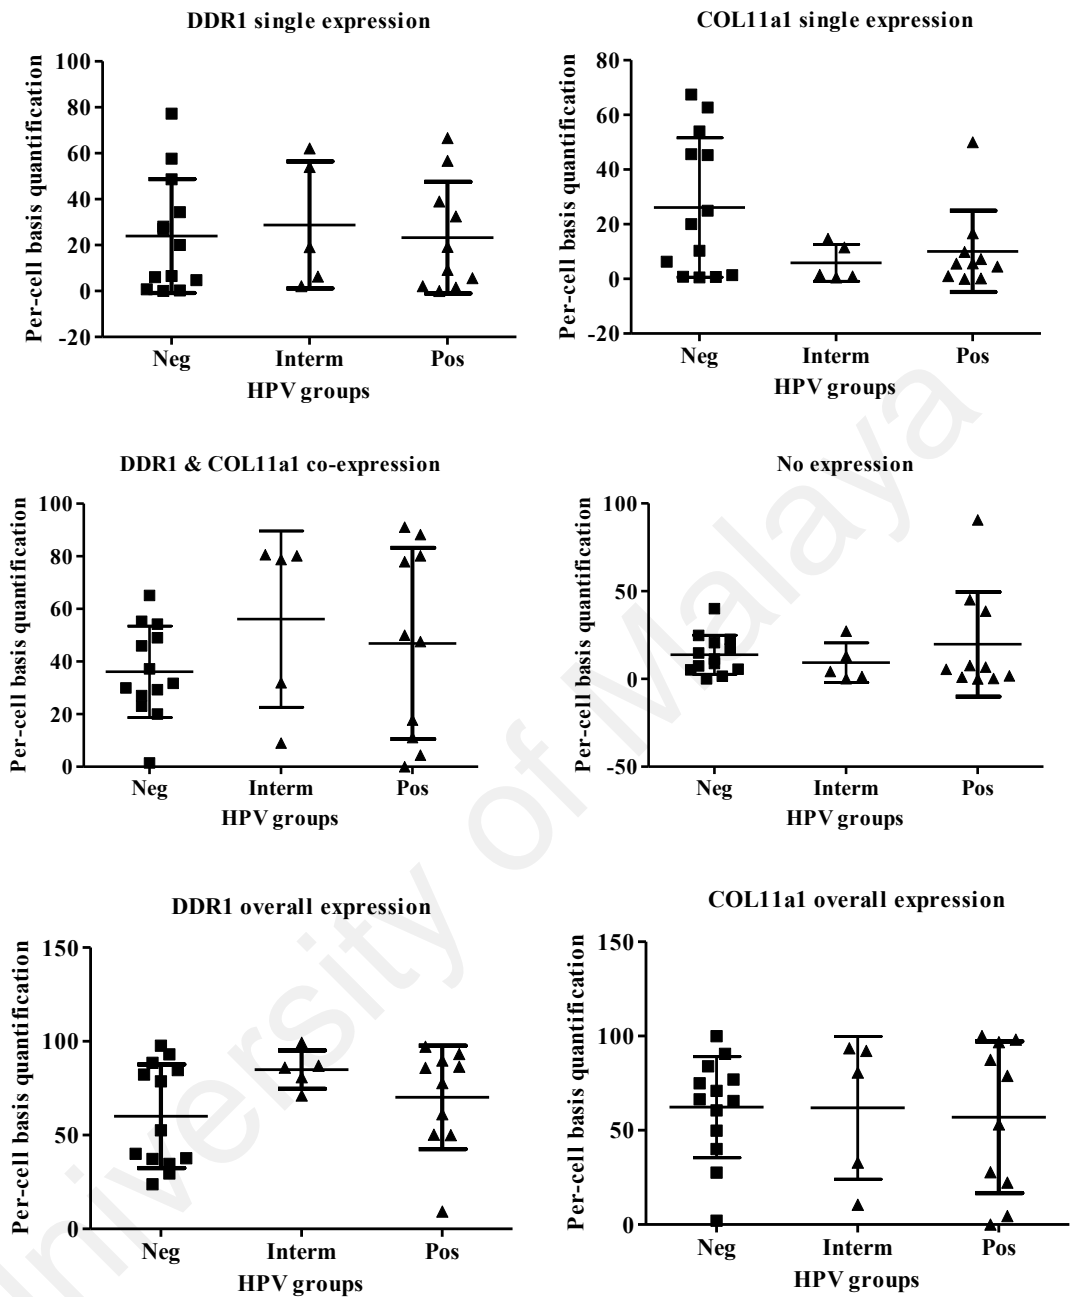 DDR1 single expression
Per-cell basis quantification
100
80
60
40
20
0
-20
Neg Interm Pos
HPV groups
COL11a1 single expression
Per-cell basis quantification
80
60
40
20
0
-20
Neg Interm Pos
HPV groups
DDR1 & COL11a1 co-expression
Per-cell basis quantification
100
80
60
40
20
0
Neg Interm Pos
HPV groups
No expression
Per-cell basis quantification
100
50
0
-50
Neg Interm Pos
HPV groups
DDR1 overall expression
Per-cell basis quantification
150
100
50
0
Neg Interm Pos
HPV groups
COL11a1 overall expression
Per-cell basis quantification
150
100
50
0
Neg Interm Pos
HPV groups
University of Malaya